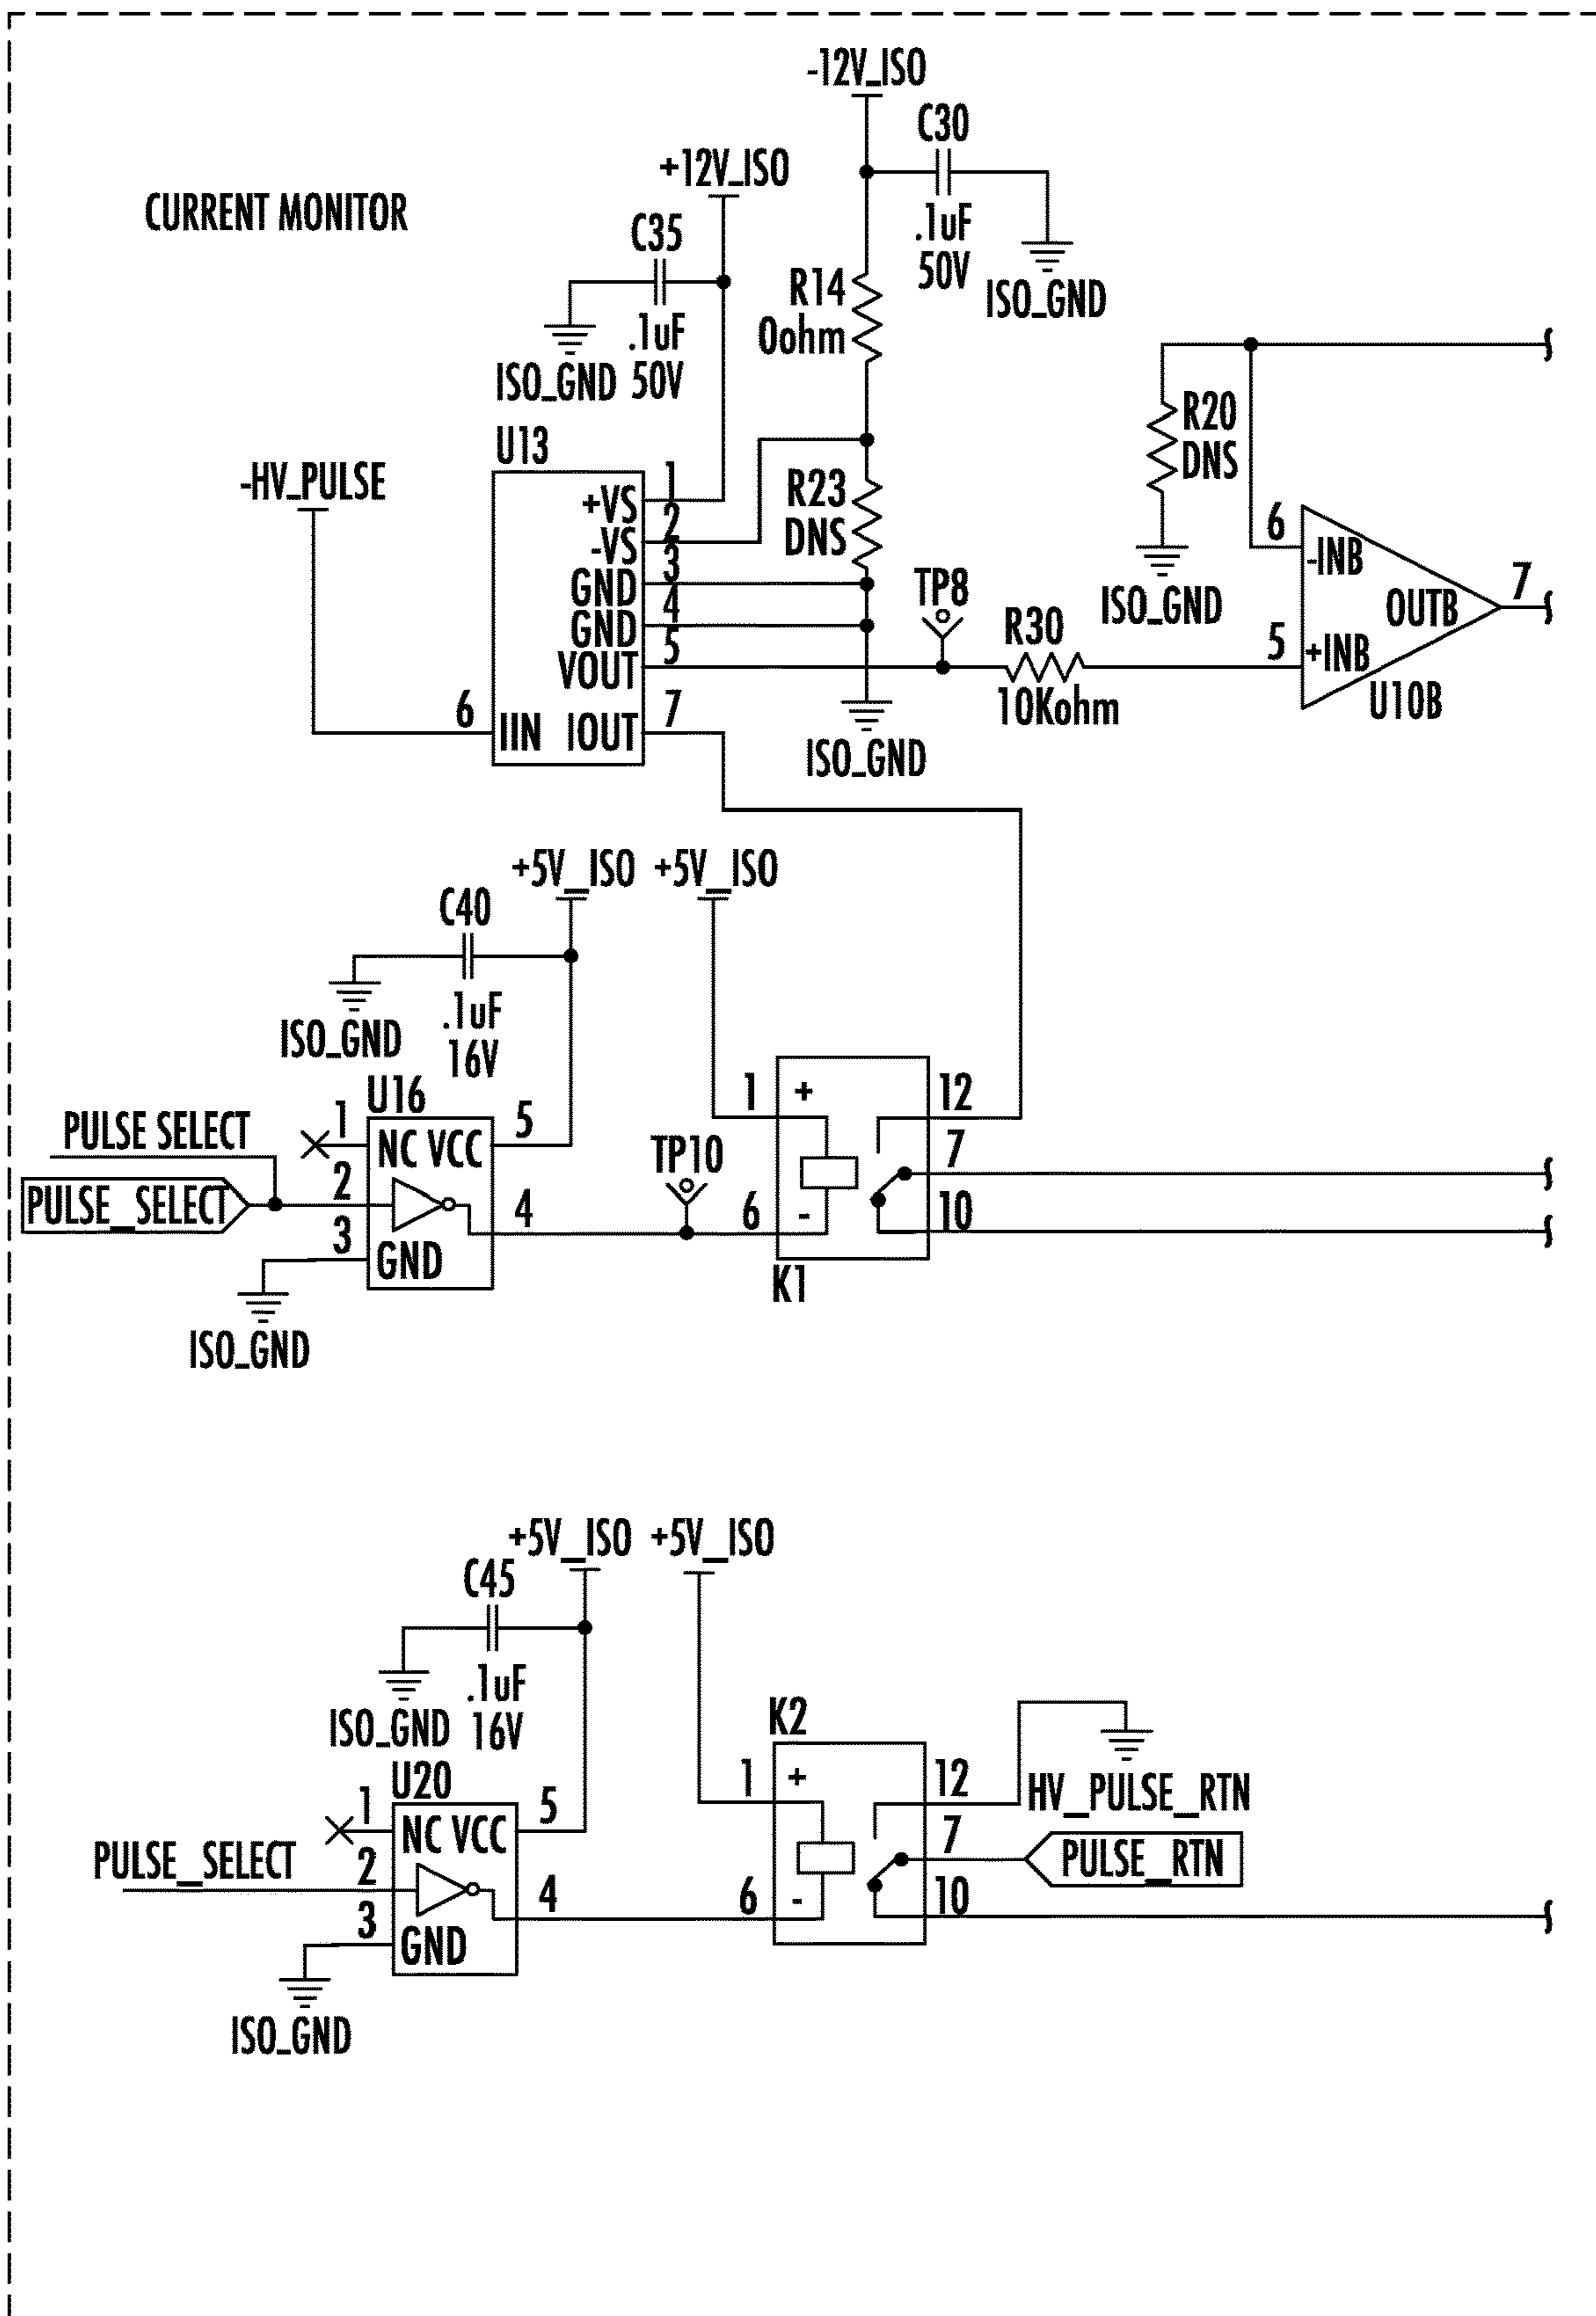 -12V_ISO
C30
.1uF
50V
ISO_GND
+12V_ISO
CURRENT MONITOR
C35
.1uF
50V
ISO_GND
R14
0ohm
R23
DNS
U13
-HV_PULSE
+VS
-VS
GND
GND
VOUT
IIN IOUT
1
2
3
4
5
6
7
ISO_GND
TP8
R30
10Kohm
R20
DNS
ISO_GND
6
-INB
OUTB
7
5
+INB
U10B
+5V_ISO +5V_ISO
C40
.1uF
16V
ISO_GND
U16
PULSE SELECT
PULSE_SELECT
1
NC VCC
5
2
4
3
GND
ISO_GND
TP10
1
+
12
7
6
-
10
K1
+5V_ISO +5V_ISO
C45
.1uF
16V
ISO_GND
U20
PULSE_SELECT
1
NC VCC
5
2
4
3
GND
ISO_GND
K2
1
+
12
HV_PULSE_RTN
7
PULSE_RTN
6
-
10